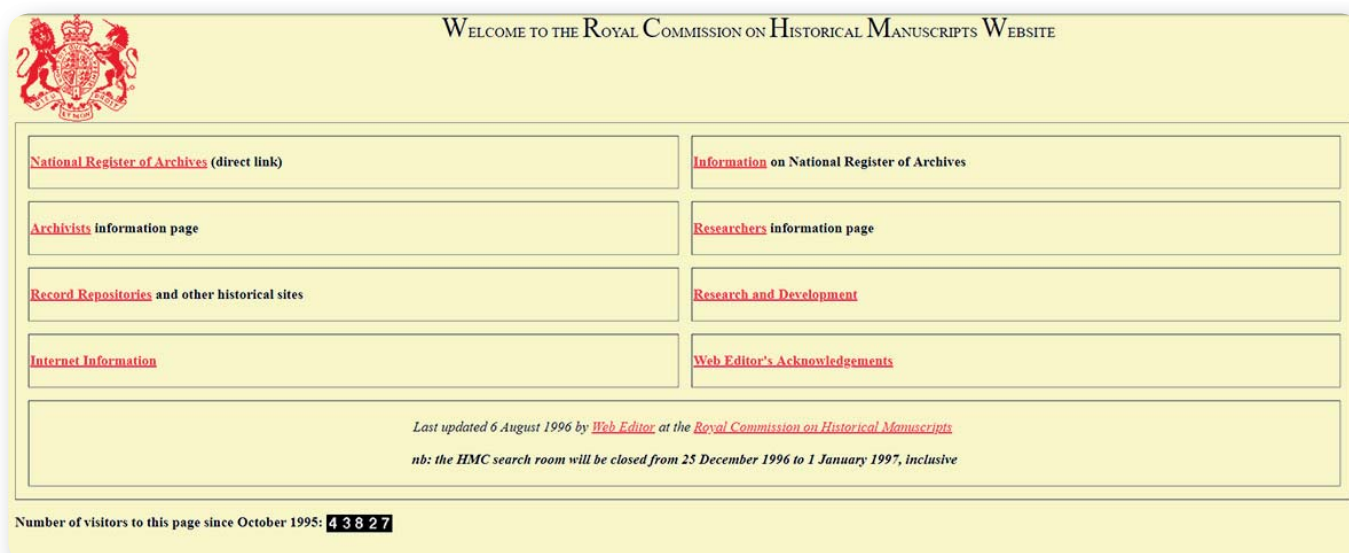 WELCOME TO THE ROYAL COMMISSION ON HISTORICAL MANUSCRIPTS WEBSITE
National Register of Archives (direct link)
Information on National Register of Archives
Archivists information page
Researchers information page
Record Repositories and other historical sites
Research and Development
Internet Information
Web Editor's Acknowledgements
Last updated 6 August 1996 by Web Editor at the Royal Commission on Historical Manuscripts
nb: the HMC search room will be closed from 25 December 1996 to 1 January 1997, inclusive
Number of visitors to this page since October 1995: 43827